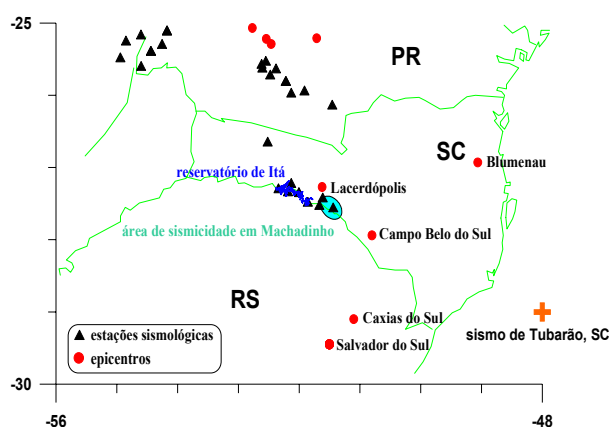 -25
PR
SC
Blumenau
reservatório de Itá
Lacerdópolis
área de sismicidade em Machadinho
Campo Belo do Sul
RS
Caxias do Sul
sismo de Tubarão, SC
estações sismológicas
Salvador do Sul
epicentros
-30
-56
-48